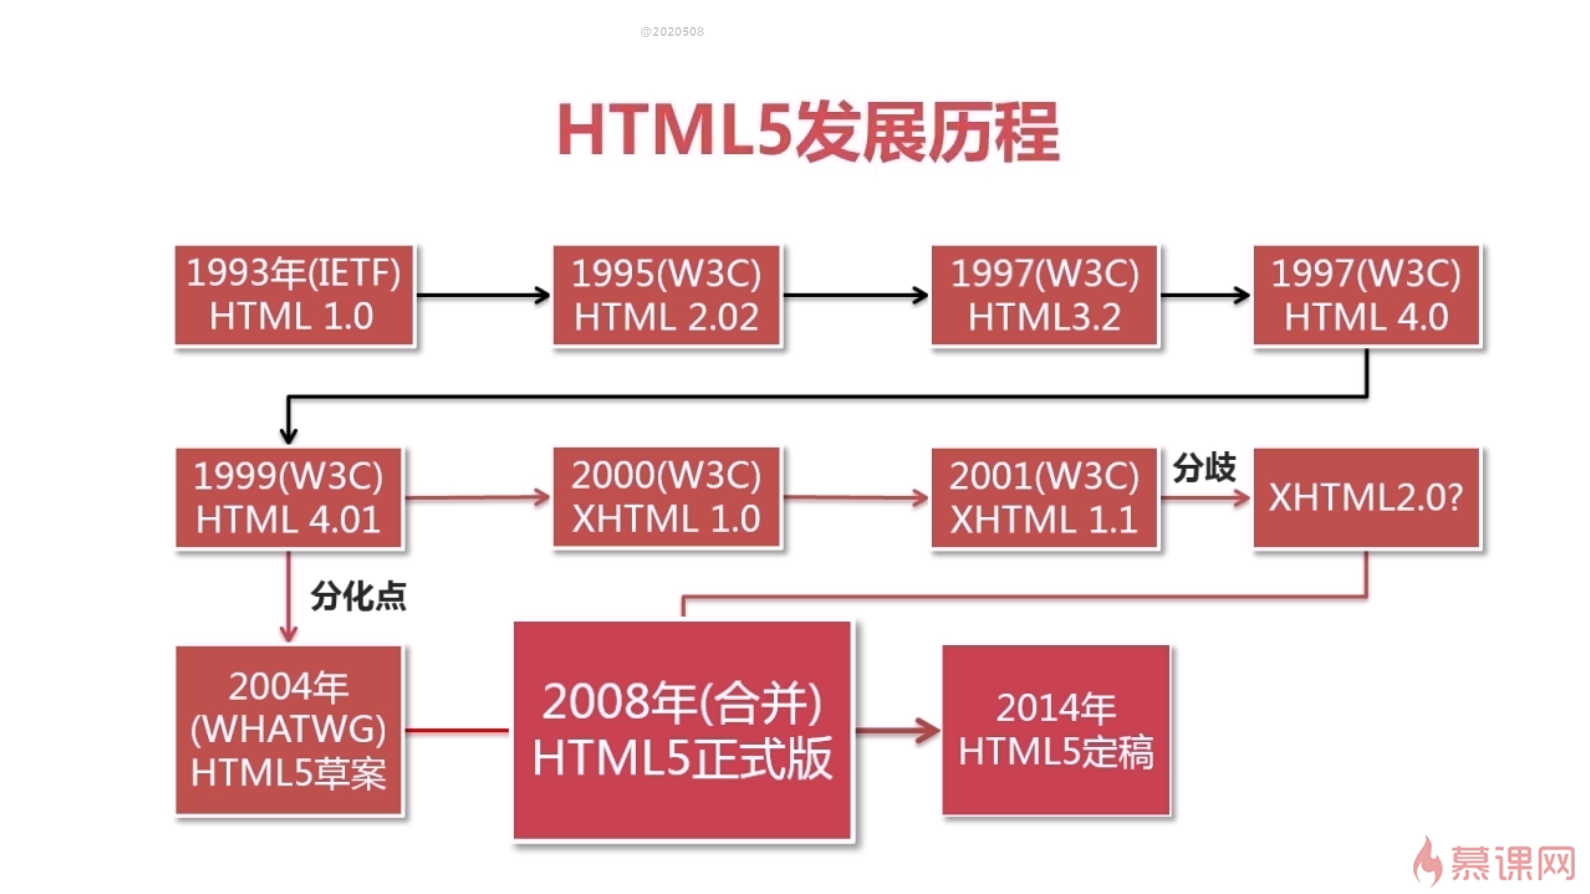 @2020508
HTML5发展历程
1993年(IETF)
HTML 1.0
1995(W3C)
HTML 2.02
1997(W3C)
HTML3.2
1997(W3C)
HTML 4.0
1999(W3C)
HTML 4.01
2000(W3C)
XHTML 1.0
2001(W3C)
XHTML 1.1
分歧
XHTML2.0?
分化点
2004年
(WHATWG)
HTML5草案
2008年(合并)
HTML5正式版
2014年
HTML5定稿
慕课网